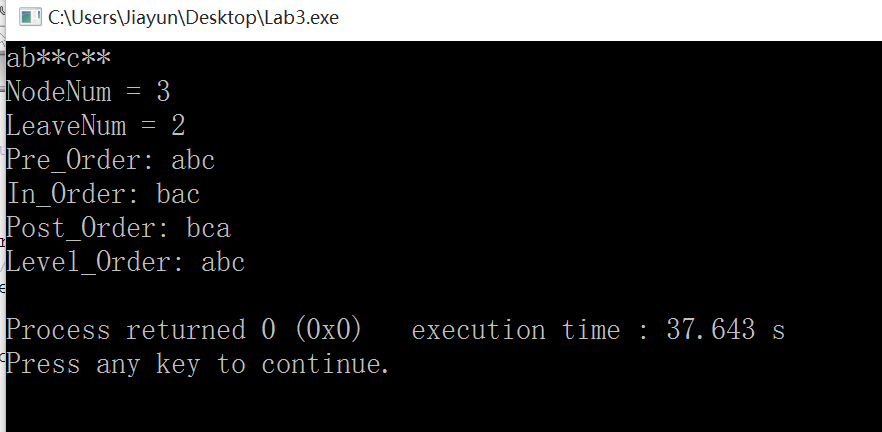 C:\Users\Jiayun\Desktop\Lab3.exe
ab**c**
NodeNum = 3
LeaveNum = 2
Pre_Order: abc
In_Order: bac
Post_Order: bca
Level_Order: abc
Process returned 0 (0x0)   execution time : 37.643 s
Press any key to continue.